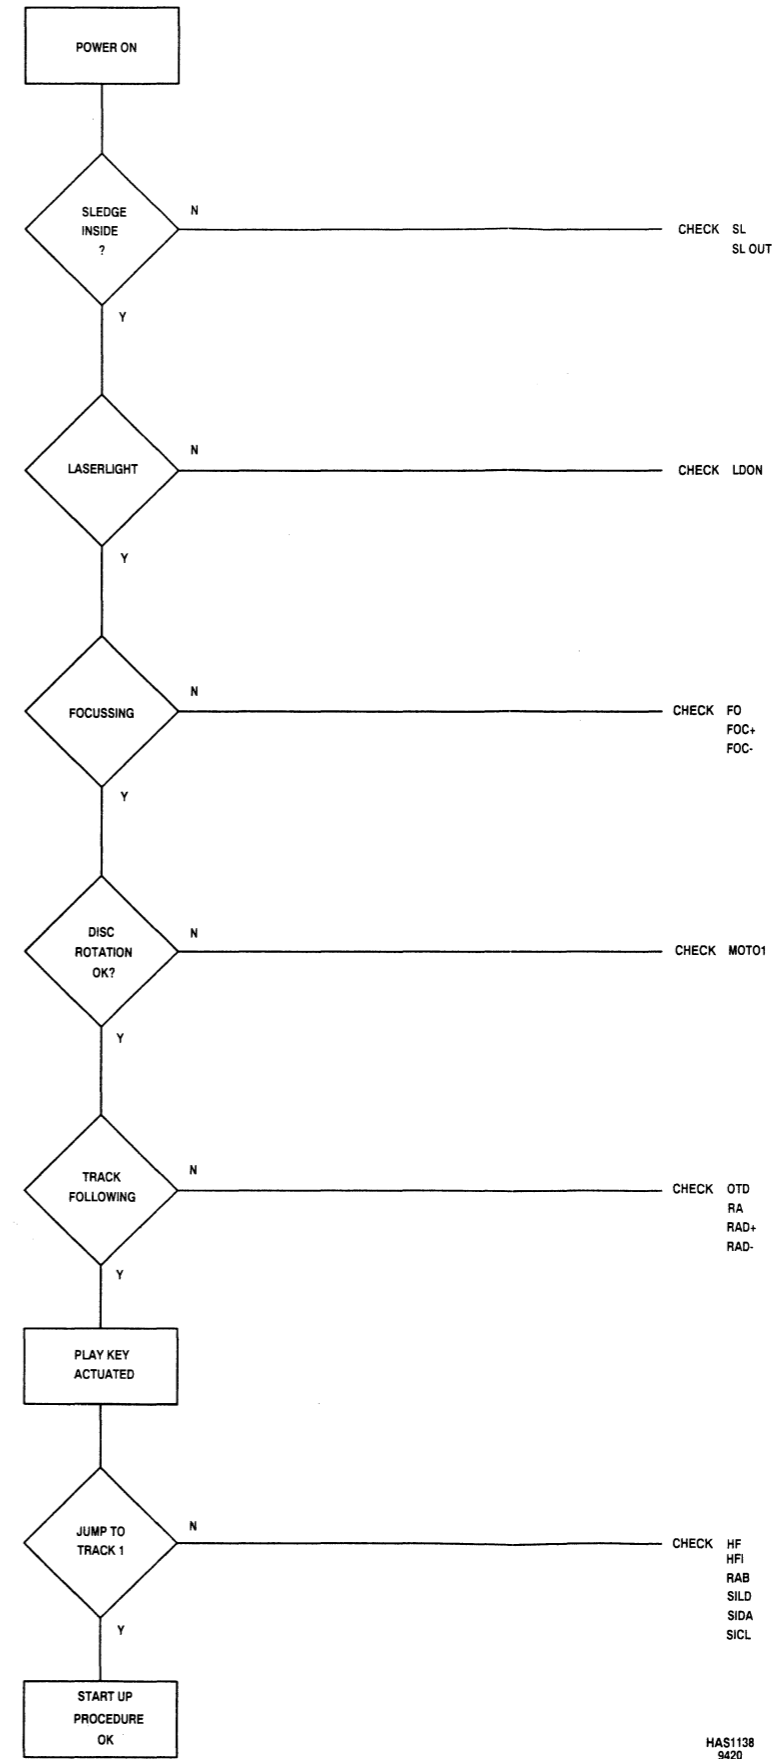 POWER ON
SLEDGE
INSIDE
?
N
CHECK SL
SL OUT
Y
LASERLIGHT
N
CHECK LDON
Y
FOCUSSING
N
CHECK FO
FOC+
FOC-
Y
DISC
ROTATION
OK?
N
CHECK MOTO1
Y
TRACK
FOLLOWING
N
CHECK OTD
RA
RAD+
RAD-
Y
PLAY KEY
ACTUATED
JUMP TO
TRACK 1
N
CHECK HF
HFI
RAB
SILD
SIDA
SICL
Y
START UP
PROCEDURE
OK
HAS1138
9420